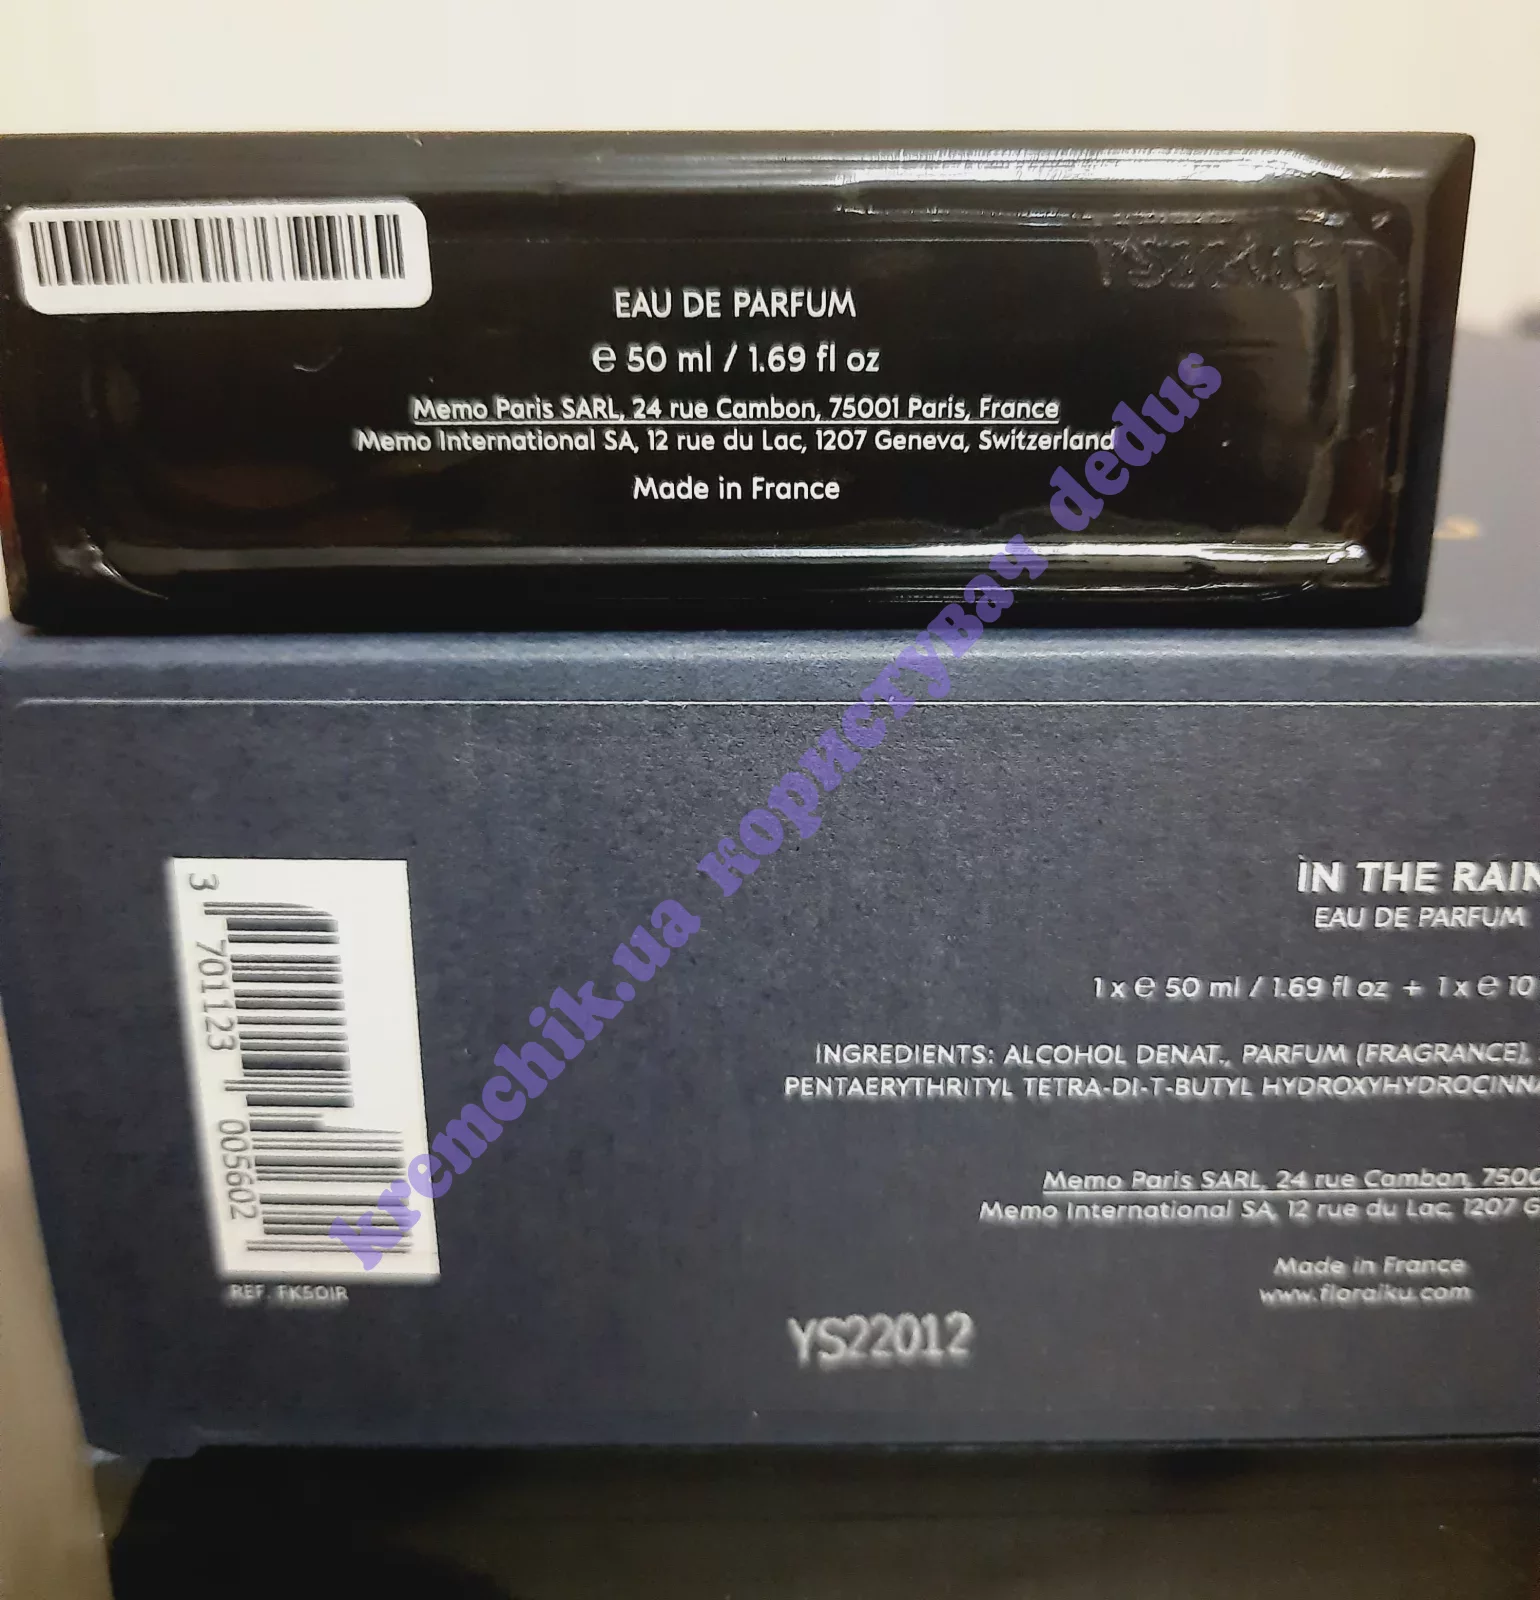 EAU DE PARFUM
℮ 50 ml / 1.69 fl oz
Memo Paris SARL, 24 rue Cambon, 75001 Paris, France
Memo International SA, 12 rue du Lac, 1207 Geneva, Switzerland
Made in France
kremchik.ua користувач dedus
3 701123 005602
REF. FK50IR
IN THE RAIN
EAU DE PARFUM
1 x ℮ 50 ml / 1.69 fl oz + 1 x ℮ 10
INGREDIENTS: ALCOHOL DENAT., PARFUM (FRAGRANCE),
PENTAERYTHRITYL TETRA-DI-T-BUTYL HYDROXYHYDROCINN
Memo Paris SARL, 24 rue Cambon, 7500
Memo International SA, 12 rue du Lac, 1207 G
Made in France
www.floraiku.com
YS22012